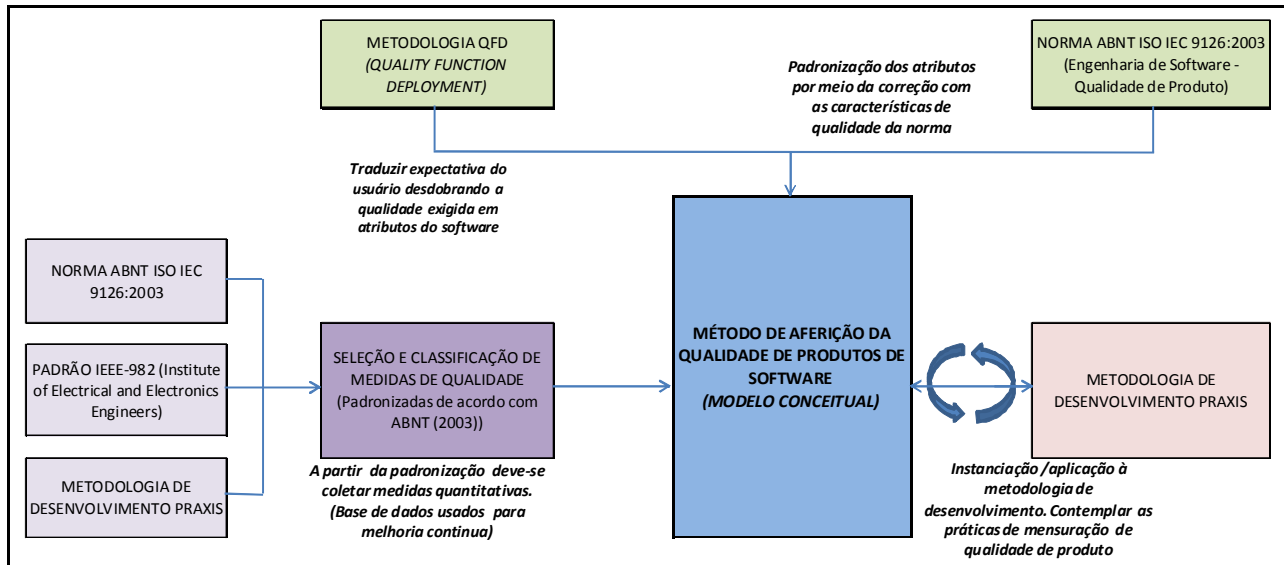 METODOLOGIA QFD
(QUALITY FUNCTION
DEPLOYMENT)
Padronização dos atributos
por meio da correção com
as características de
qualidade da norma
NORMA ABNT ISO IEC 9126:2003
(Engenharia de Software -
Qualidade de Produto)
Traduzir expectativa do
usuário desdobrando a
qualidade exigida em
atributos do software
NORMA ABNT ISO IEC
9126:2003
PADRÃO IEEE-982 (Institute
of Electrical and Electronics
Engineers)
METODOLOGIA DE
DESENVOLVIMENTO PRAXIS
SELEÇÃO E CLASSIFICAÇÃO DE
MEDIDAS DE QUALIDADE
(Padronizadas de acordo com
ABNT (2003))
A partir da padronização deve-se
coletar medidas quantitativas.
(Base de dados usados para
melhoria continua)
MÉTODO DE AFERIÇÃO DA
QUALIDADE DE PRODUTOS DE
SOFTWARE
(MODELO CONCEITUAL)
METODOLOGIA DE
DESENVOLVIMENTO PRAXIS
Instanciação /aplicação à
metodologia de
desenvolvimento. Contemplar as
práticas de mensuração de
qualidade de produto